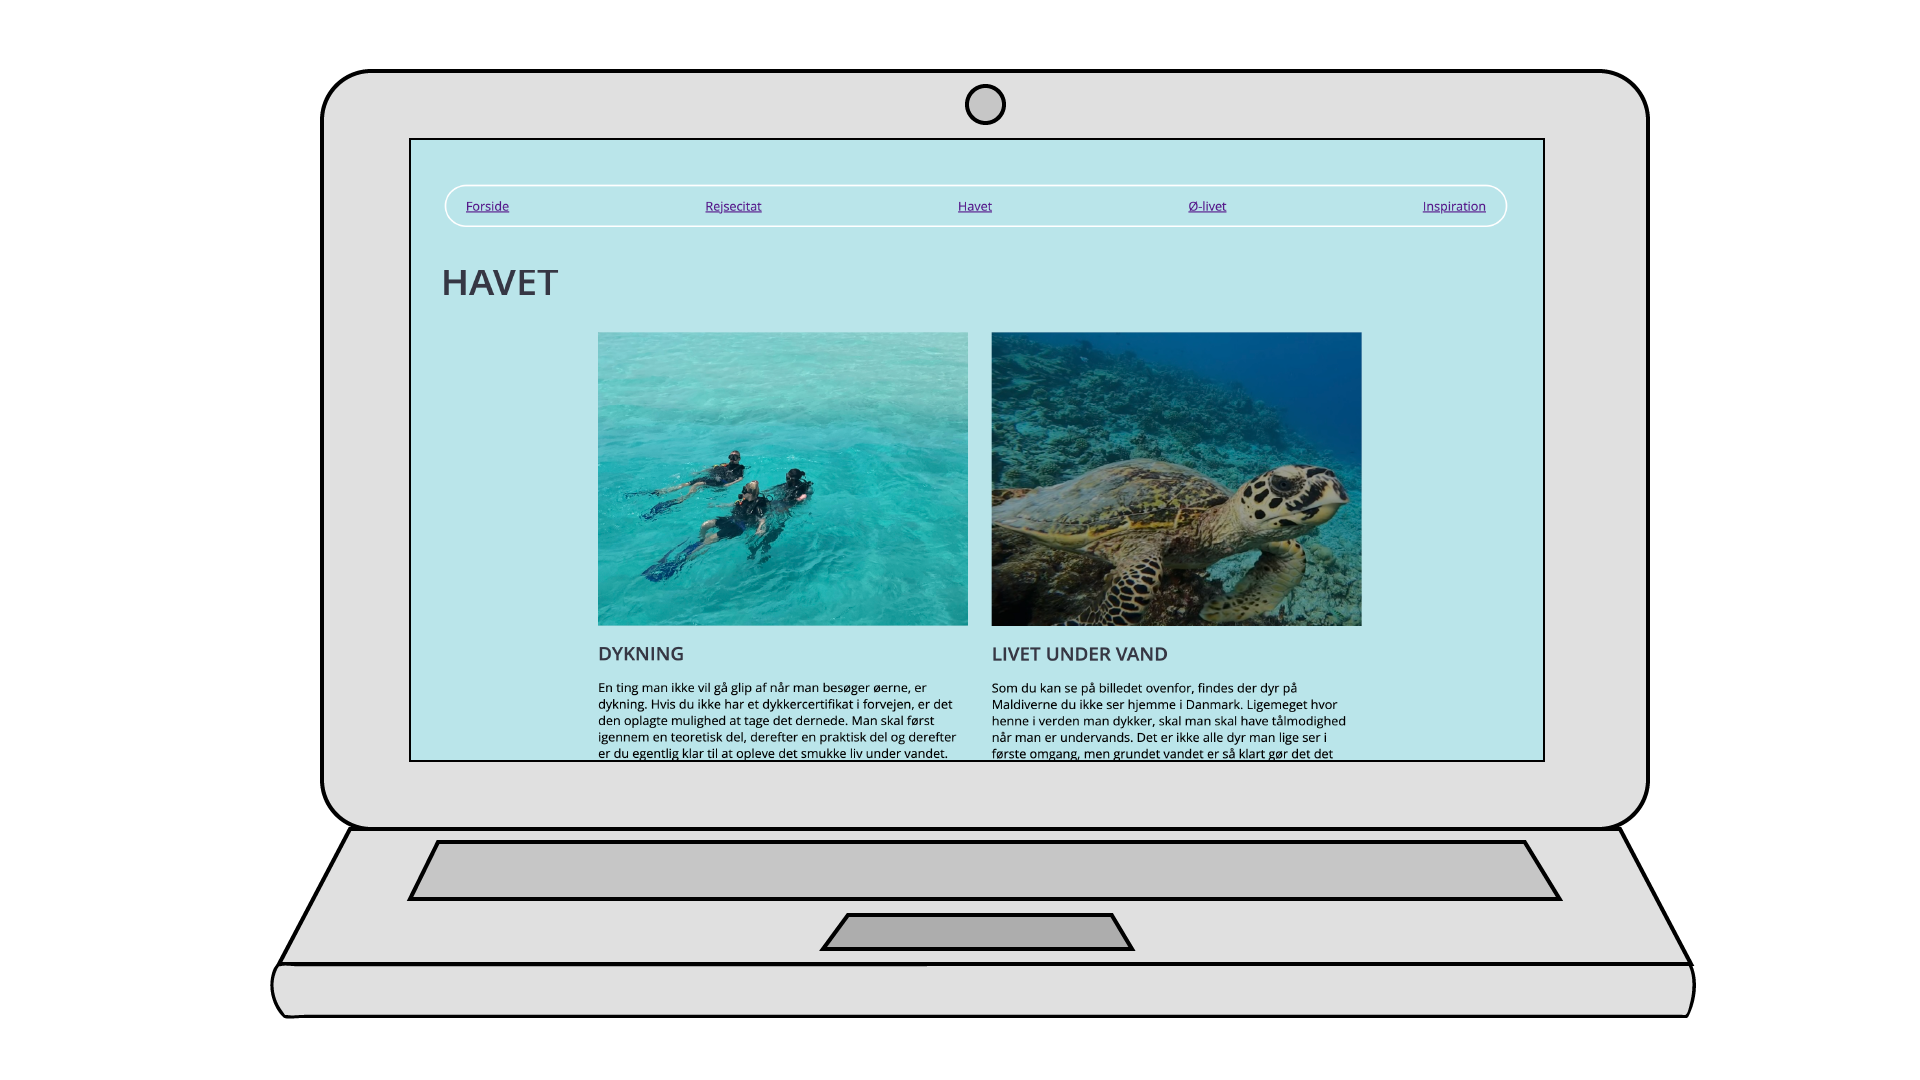 Forside Rejsecitat Havet Ø-livet Inspiration
HAVET
DYKNING
En ting man ikke vil gå glip af når man besøger øerne, er
dykning. Hvis du ikke har et dykkercertifikat i forvejen, er det
den oplagte mulighed at tage det dernede. Man skal først
igennem en teoretisk del, derefter en praktisk del og derefter
er du egentlig klar til at opleve det smukke liv under vandet.
LIVET UNDER VAND
Som du kan se på billedet ovenfor, findes der dyr på
Maldiverne du ikke ser hjemme i Danmark. Ligemeget hvor
henne i verden man dykker, skal man skal have tålmodighed
når man er undervands. Det er ikke alle dyr man lige ser i
første omgang, men grundet vandet er så klart gør det det